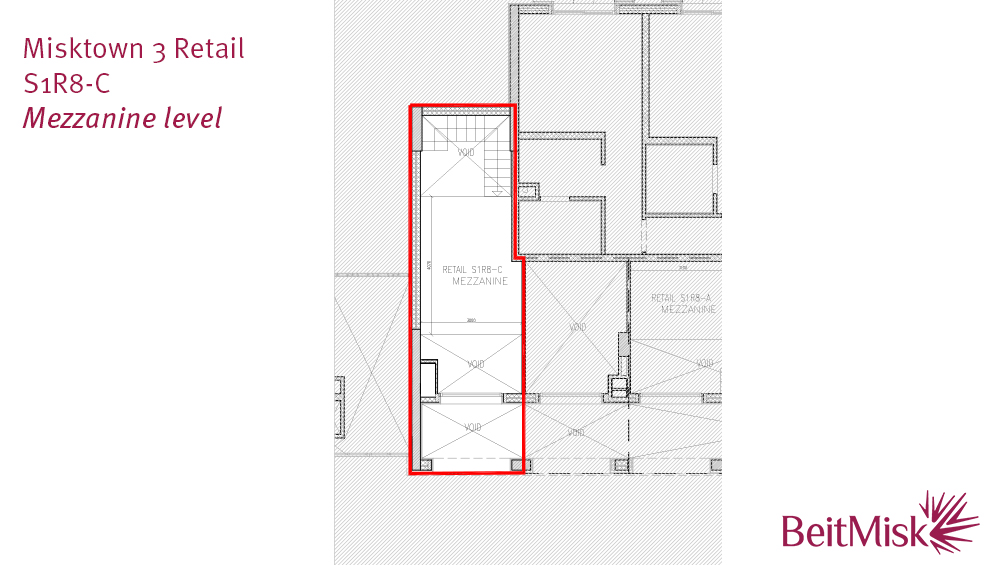 Misktown 3 Retail
S1R8-C
Mezzanine level
VOID
RETAIL S1R8-C
MEZZANINE
VOID
VOID
VOID
VOID
RETAIL S1R8-A
MEZZANINE
VOID
BeitMisk